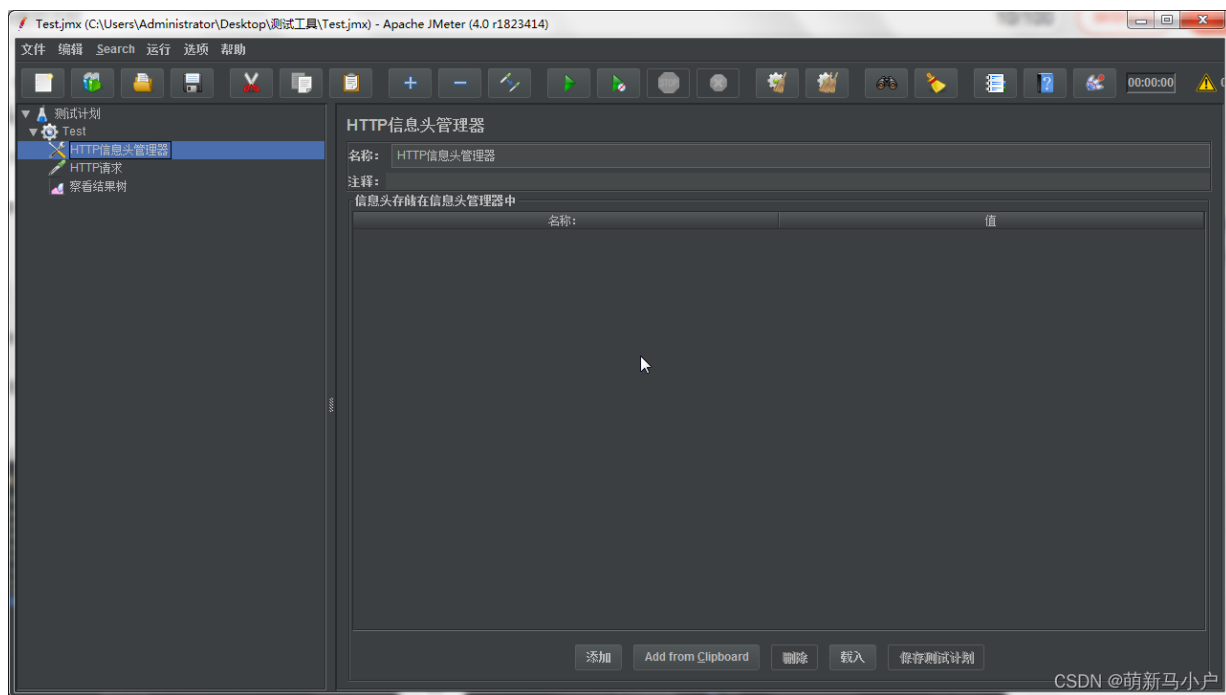 Test.jmx (C:\Users\Administrator\Desktop\测试工具\Test.jmx) - Apache JMeter (4.0 r1823414)
文件 编辑 Search 运行 选项 帮助
00:00:00
测试计划
Test
HTTP信息头管理器
HTTP请求
察看结果树
HTTP信息头管理器
名称: HTTP信息头管理器
注释:
信息头存储在信息头管理器中
名称: 值
添加 Add from Clipboard 删除 载入 保存测试计划
CSDN @萌新马小户